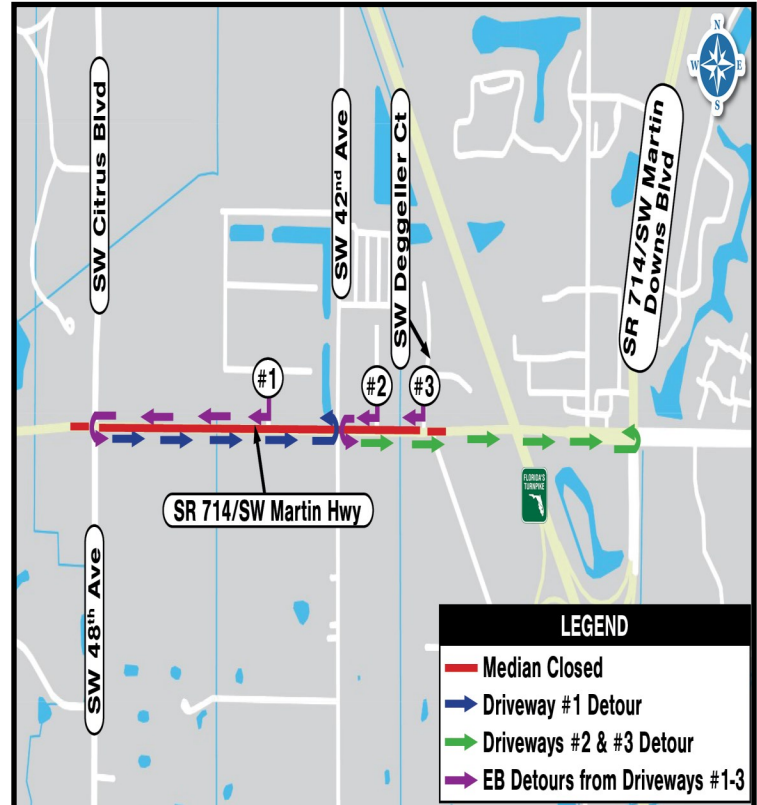 N
W E
S
SW Citrus Blvd
SW 42nd Ave
SW Deggeller Ct
SR 714/SW Martin
Downs Blvd
#1
#2
#3
SR 714/SW Martin Hwy
FLORIDA'S
TURNPIKE
SW 48th Ave
LEGEND
Median Closed
Driveway #1 Detour
Driveways #2 & #3 Detour
EB Detours from Driveways #1-3